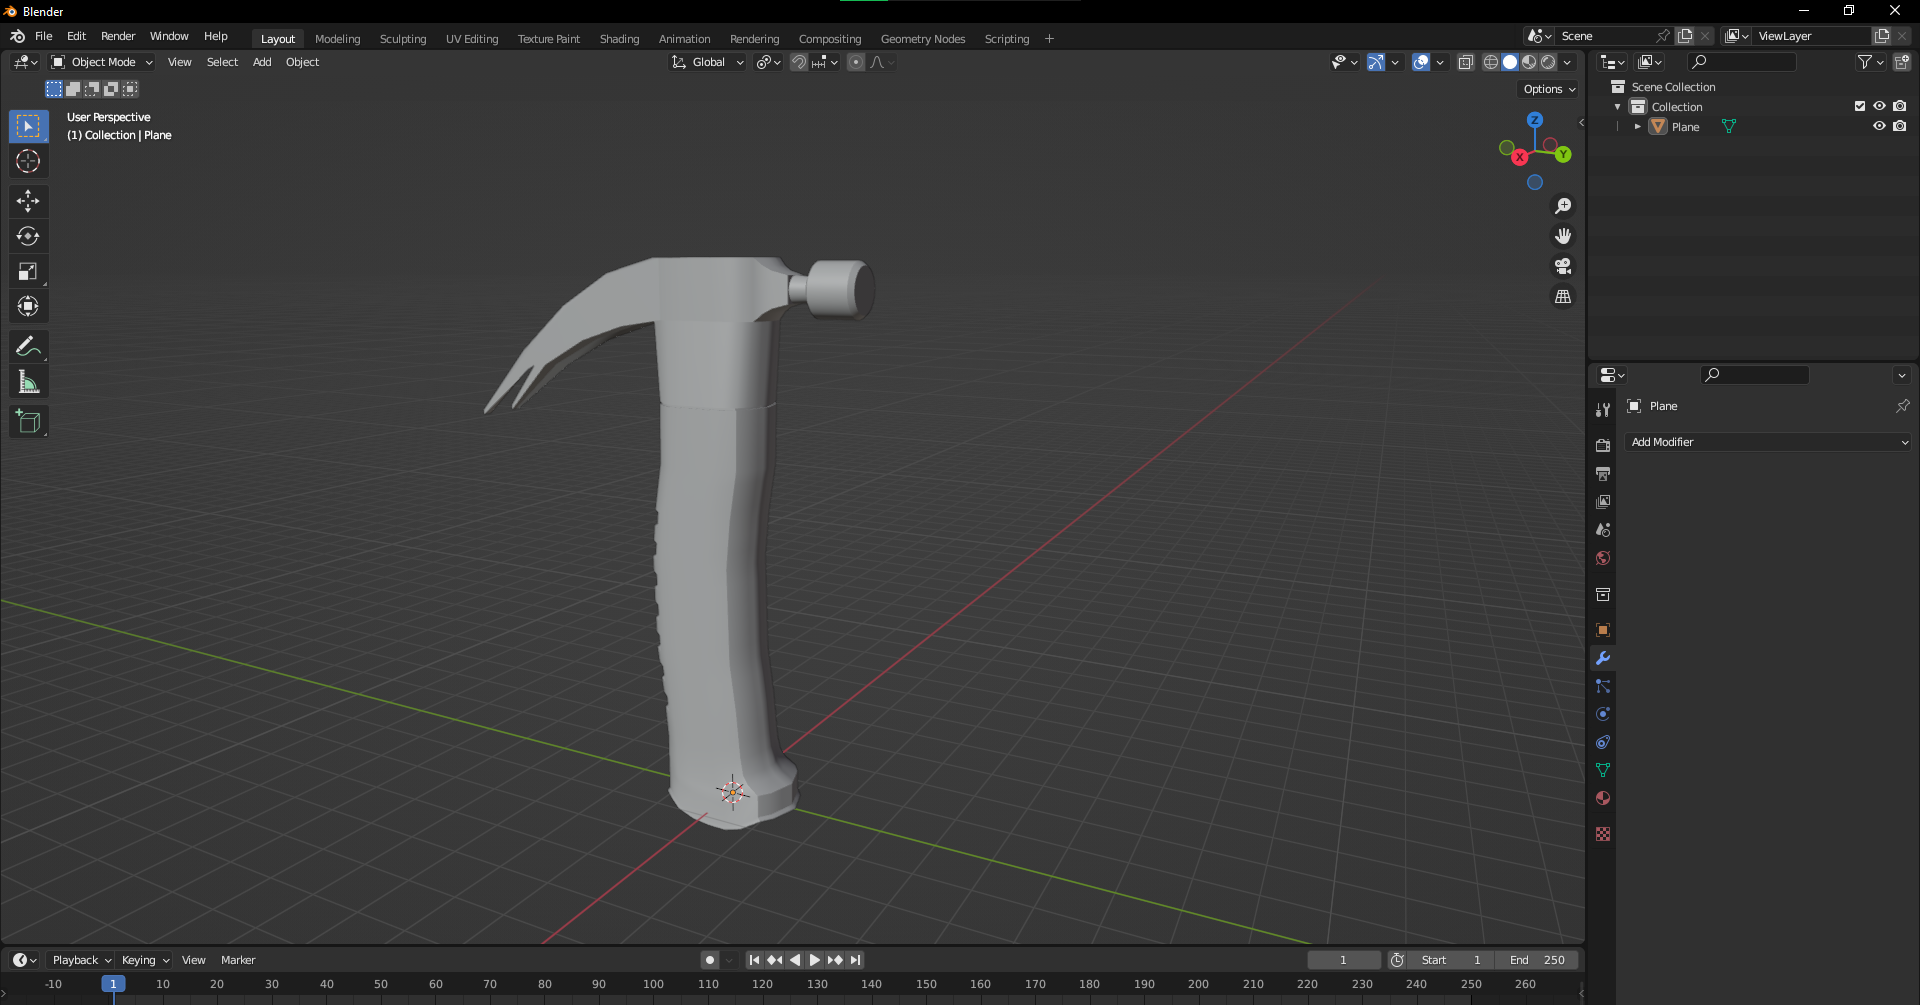 Blender
File Edit Render Window Help Layout Modeling Sculpting UV Editing Texture Paint Shading Animation Rendering Compositing Geometry Nodes Scripting + Scene ViewLayer
Object Mode View Select Add Object Global
Options
User Perspective
(1) Collection | Plane
Z
X
Y
Scene Collection
Collection
Plane
Plane
Add Modifier
Playback Keying View Marker 1 Start 1 End 250
-10 1 10 20 30 40 50 60 70 80 90 100 110 120 130 140 150 160 170 180 190 200 210 220 230 240 250 260